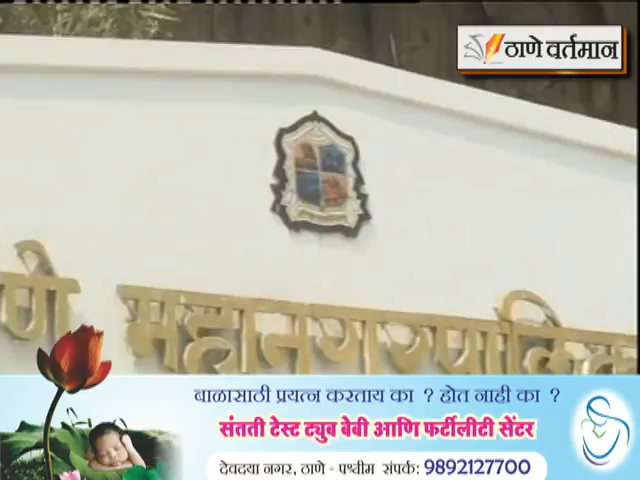 ठाणे वर्तमान
णे महानगरपालिका
बाळासाठी प्रयत्न करताय का ? होत नाही का ?
संतती टेस्ट ट्युब बेबी आणि फर्टीलीटी सेंटर
देवदया नगर, ठाणे - पश्चीम संपर्क: 9892127700